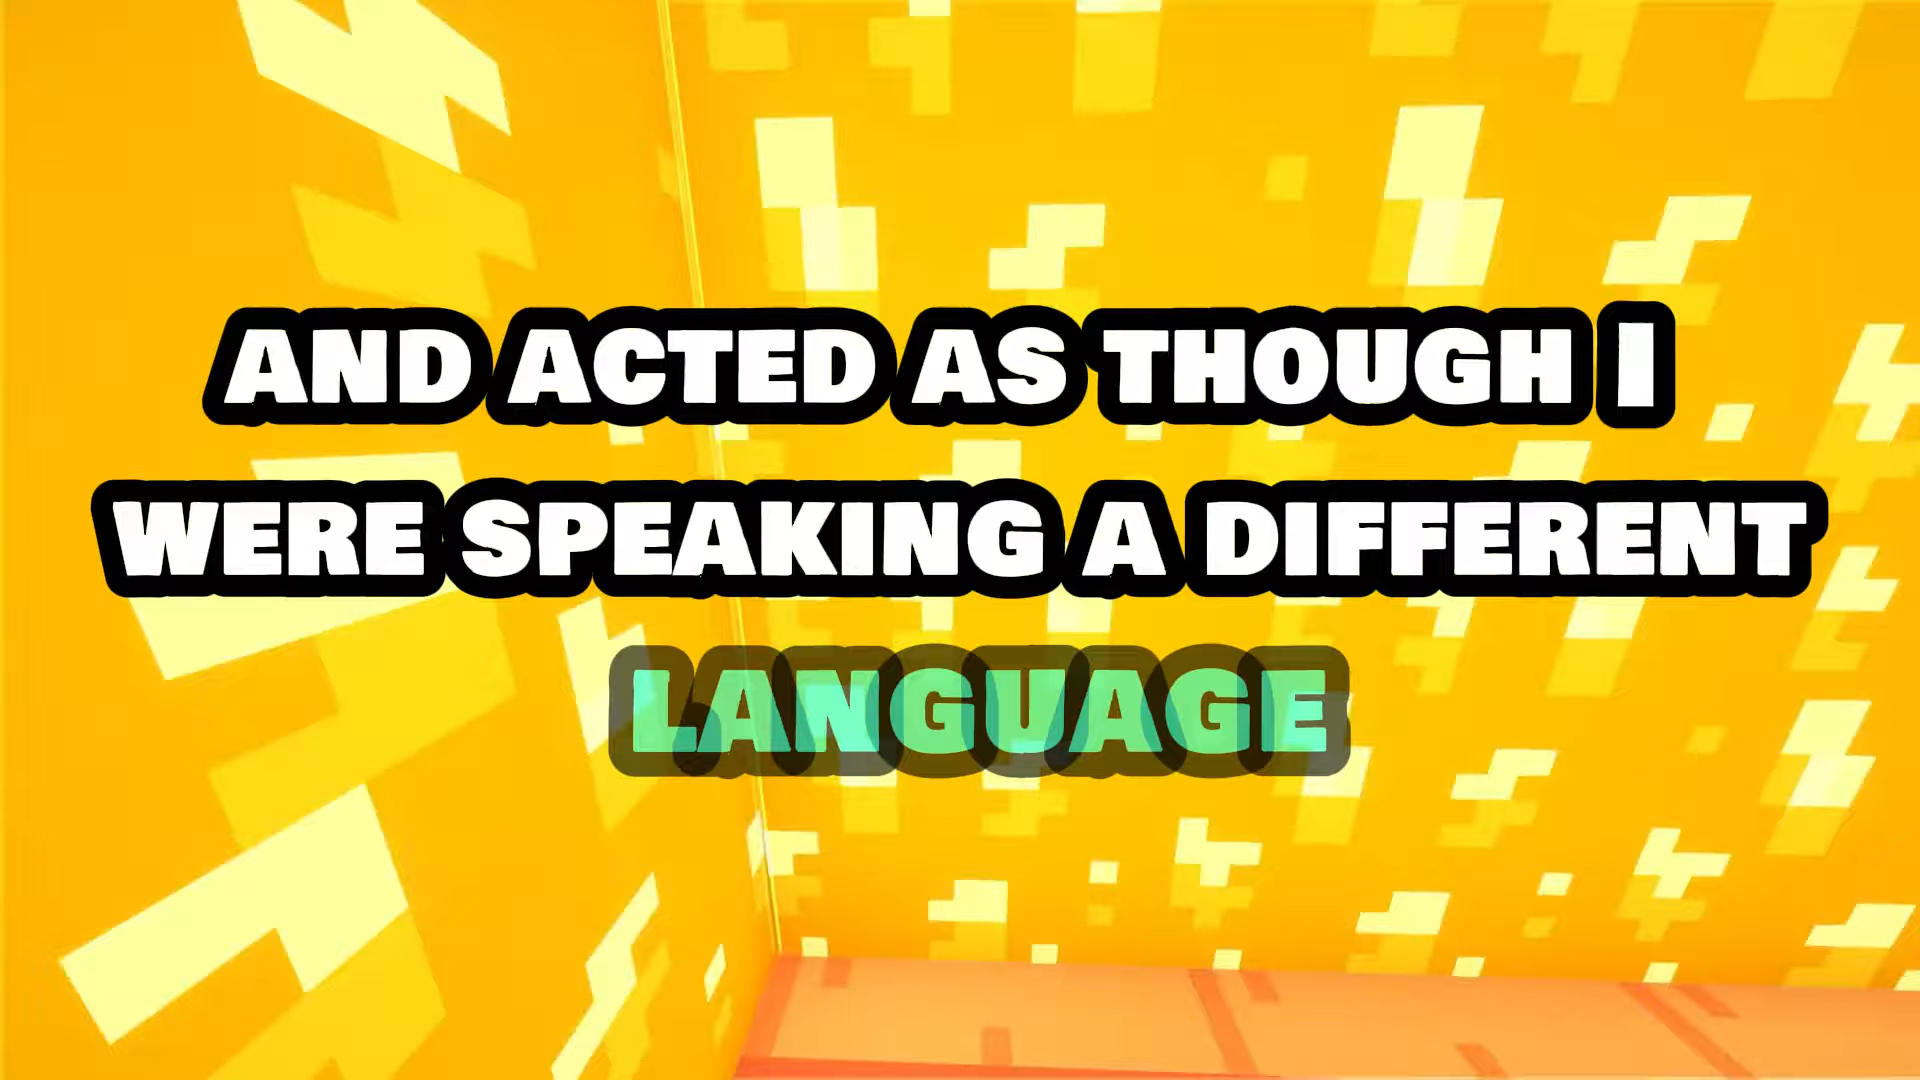 AND ACTED AS THOUGH I
WERE SPEAKING A DIFFERENT
LANGUAGE